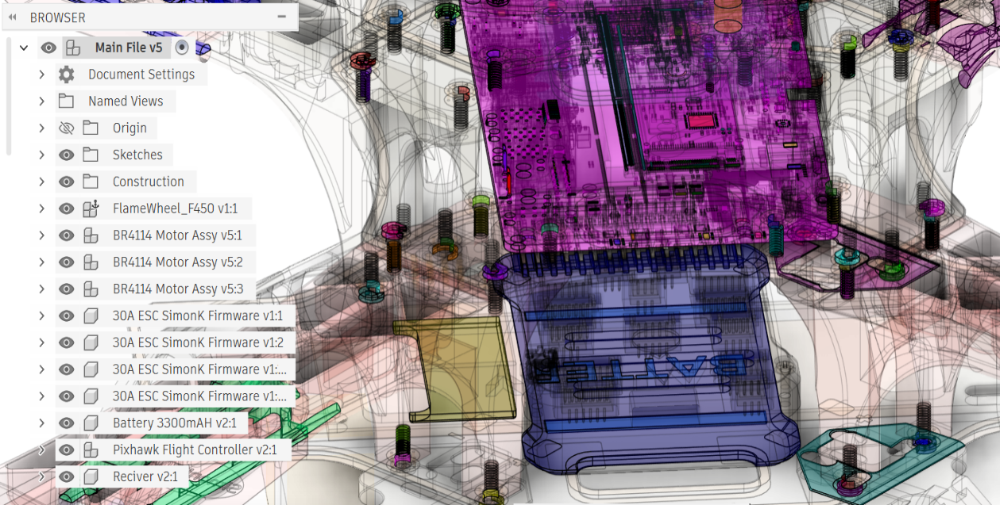 BROWSER
Main File v5
Document Settings
Named Views
Origin
Sketches
Construction
FlameWheel_F450 v1:1
BR4114 Motor Assy v5:1
BR4114 Motor Assy v5:2
BR4114 Motor Assy v5:3
30A ESC SimonK Firmware v1:1
30A ESC SimonK Firmware v1:2
30A ESC SimonK Firmware v1:...
30A ESC SimonK Firmware v1:...
Battery 3300mAH v2:1
Pixhawk Flight Controller v2:1
Reciver v2:1